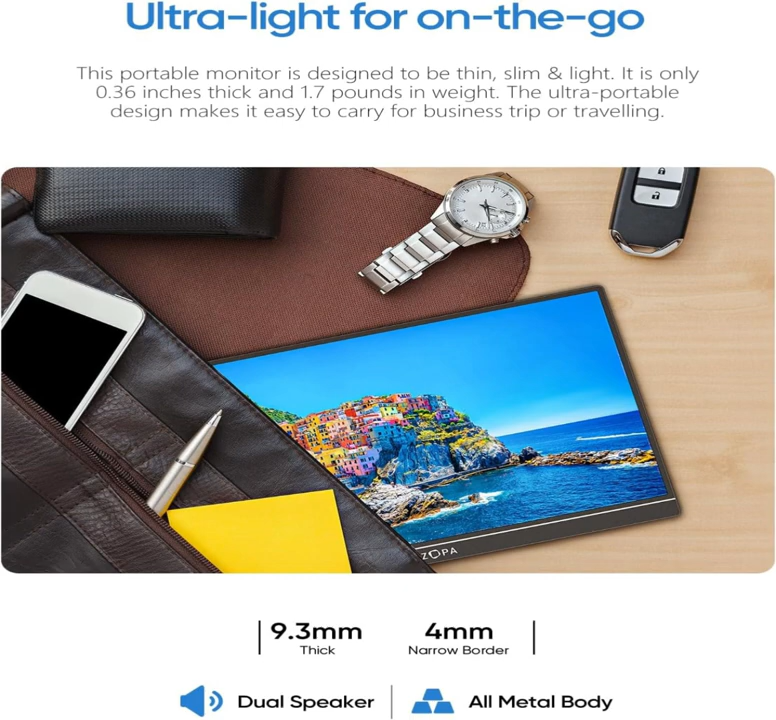 Ultra-light for on-the-go
This portable monitor is designed to be thin, slim & light. It is only
0.36 inches thick and 1.7 pounds in weight. The ultra-portable
design makes it easy to carry for business trip or travelling.
ZOPA
9.3mm
Thick
4mm
Narrow Border
Dual Speaker
All Metal Body